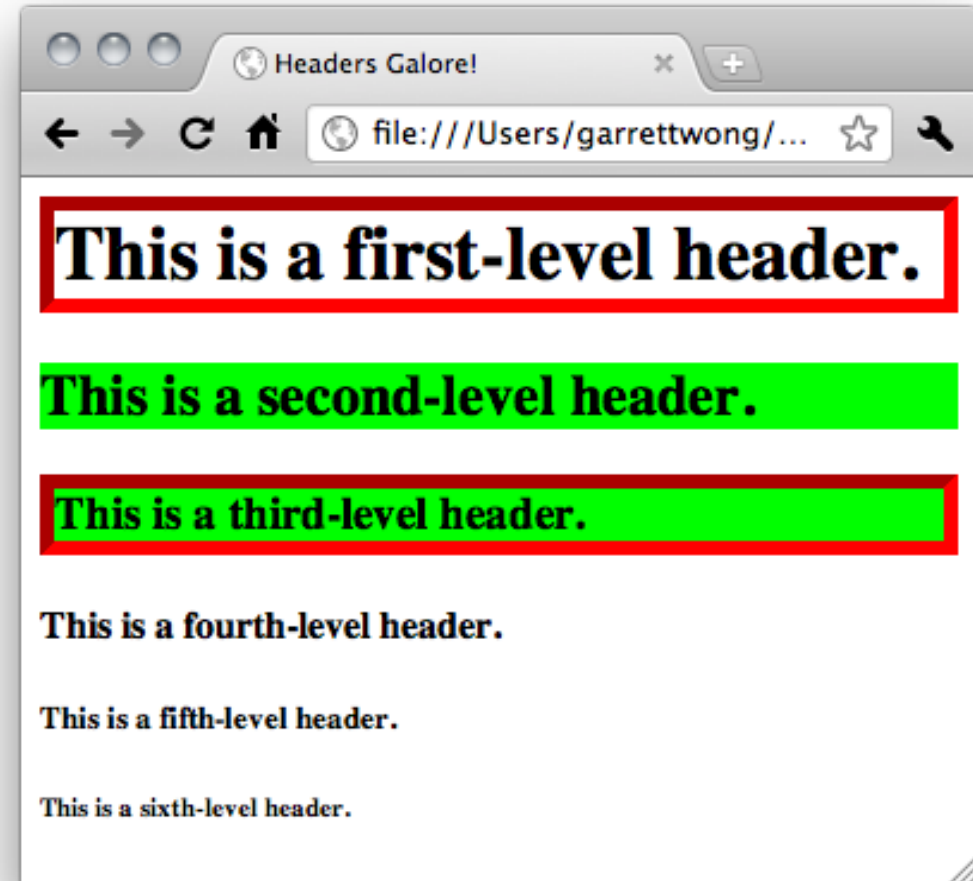 Headers Galore!
file:///Users/garrettwong/...
This is a first-level header.
This is a second-level header.
This is a third-level header.
This is a fourth-level header.
This is a fifth-level header.
This is a sixth-level header.